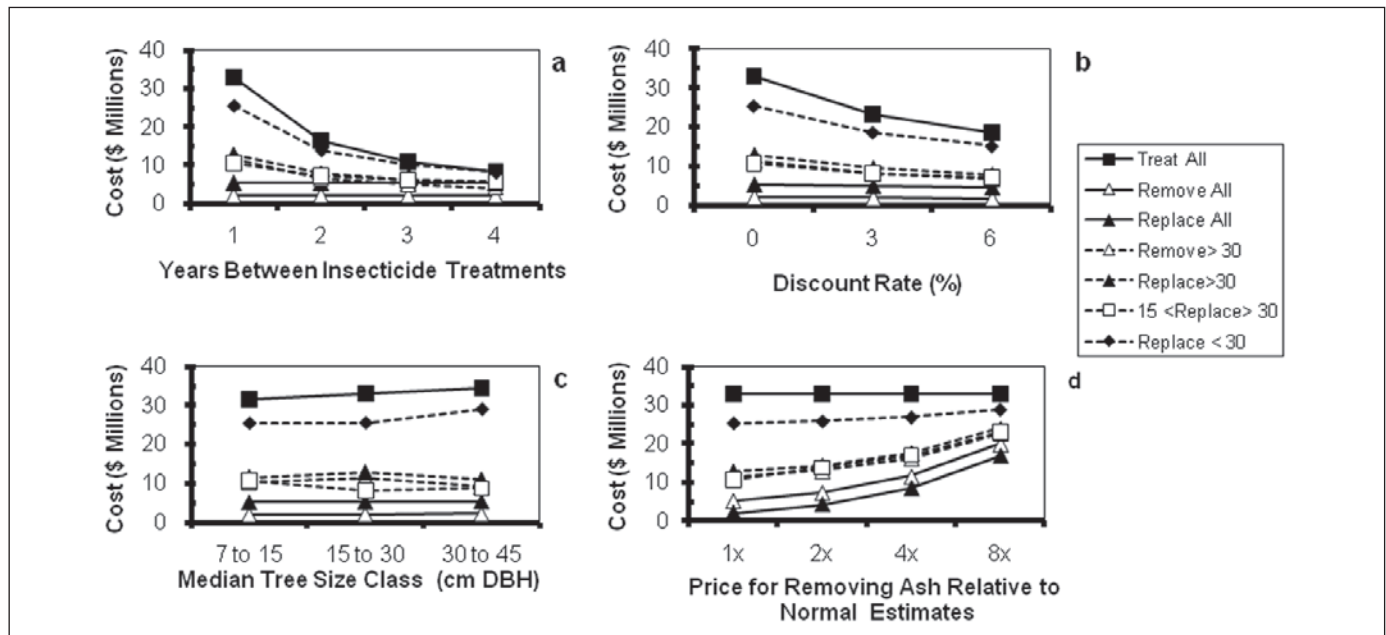 40
30
20
10
0
Cost ($ Millions)
a
1 2 3 4
Years Between Insecticide Treatments
40
30
20
10
0
Cost ($ Millions)
b
0 3 6
Discount Rate (%)
Treat All
Remove All
Replace All
Remove> 30
Replace>30
15 <Replace> 30
Replace < 30
40
30
20
10
0
Cost ($ Millions)
c
7 to 15 15 to 30 30 to 45
Median Tree Size Class (cm DBH)
40
30
20
10
0
Cost ($ Millions)
d
1x 2x 4x 8x
Price for Removing Ash Relative to
Normal Estimates